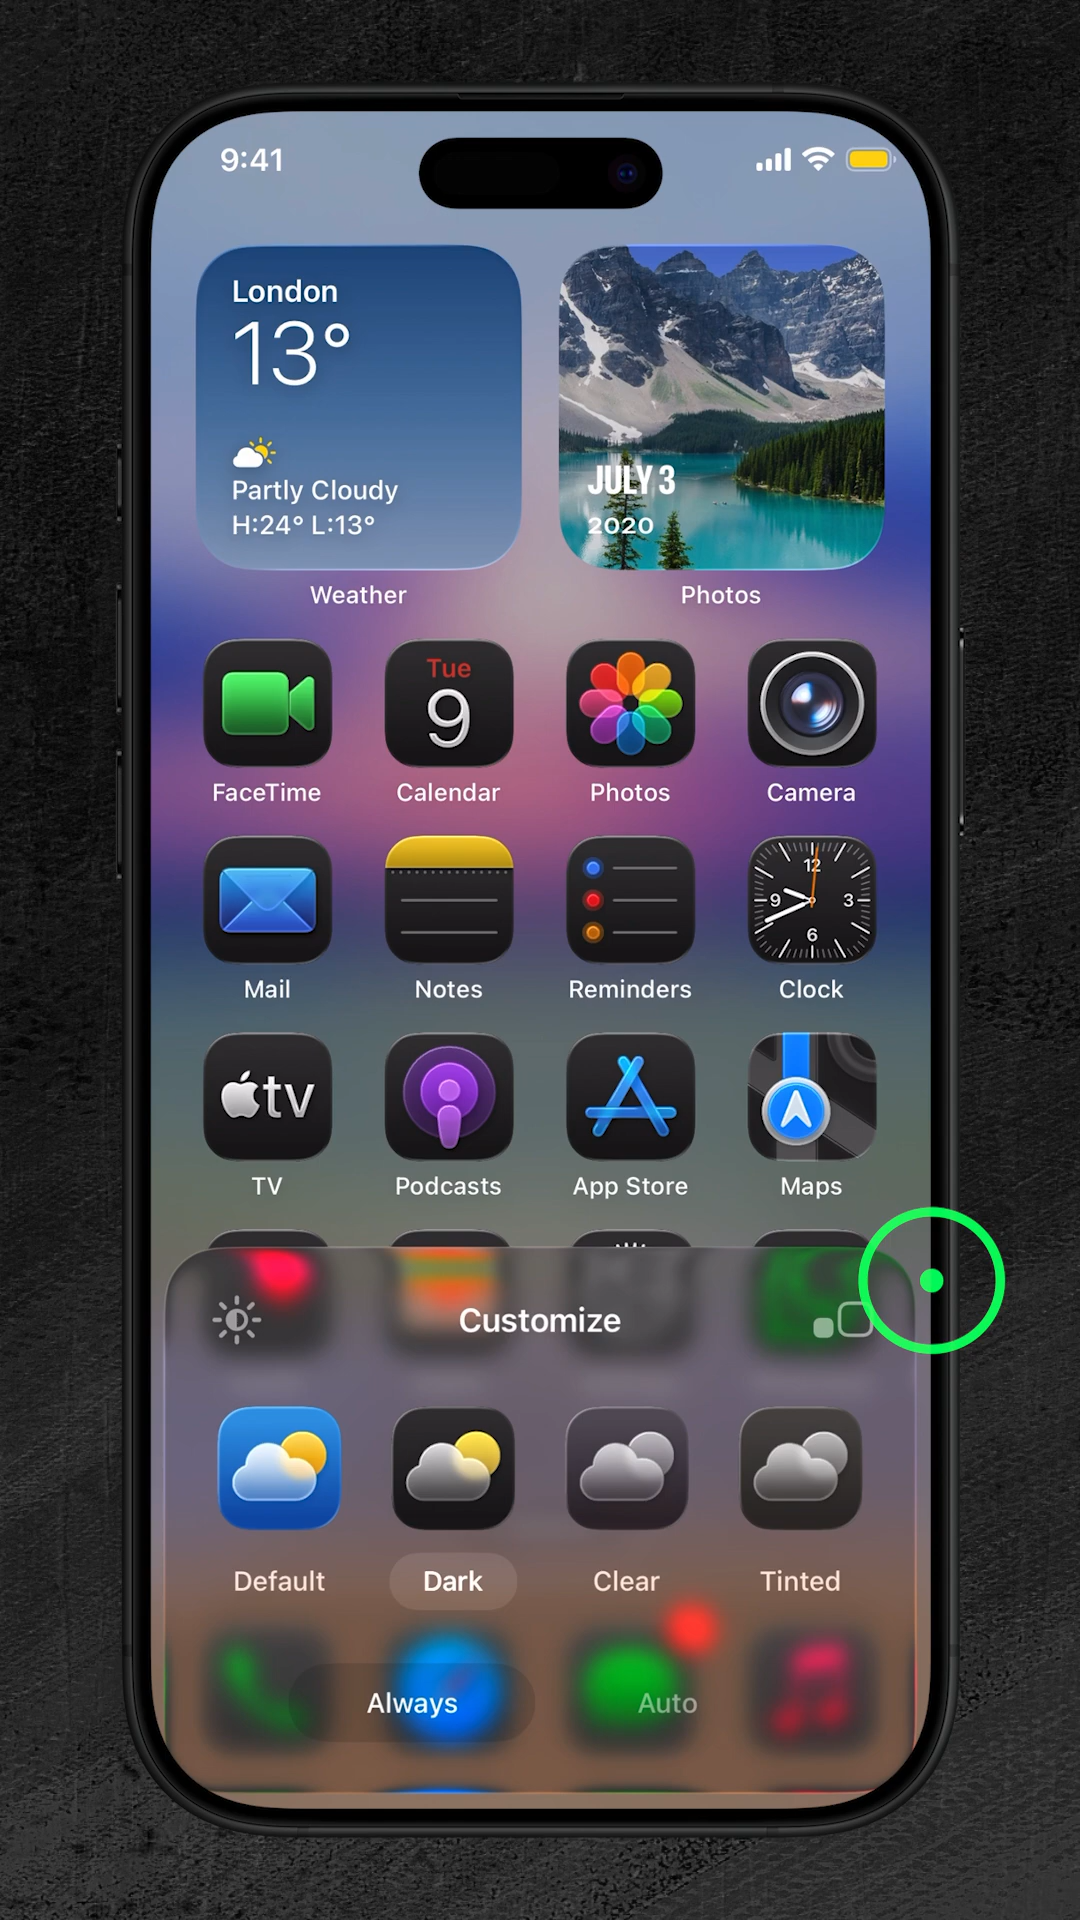 9:41
London
13°
Partly Cloudy
H:24° L:13°
JULY 3
2020
Weather
Photos
Tue
9
FaceTime
Calendar
Photos
Camera
12
9
3
6
Mail
Notes
Reminders
Clock
tv
TV
Podcasts
App Store
Maps
Customize
Default
Dark
Clear
Tinted
Always
Auto